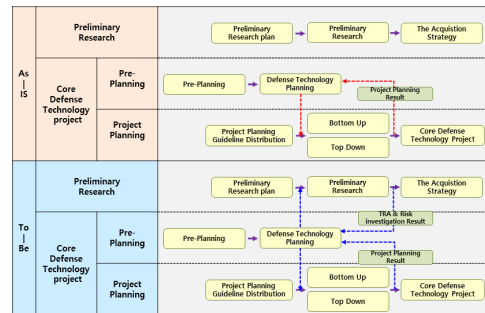 As
|
IS
Preliminary
Research
Preliminary
Research plan
Preliminary
Research
The Acquistion
Strategy
Core
Defense
Technology
project
Pre-
Planning
Pre-Planning
Defense Technology
Planning
Project Planning
Result
Project
Planning
Project Planning
Guideline Distribution
Bottom Up
Top Down
Core Defense
Technology Project
To
|
Be
Preliminary
Research
Preliminary
Research plan
Preliminary
Research
The Acquistion
Strategy
TRA & Risk
investigation Result
Core
Defense
Technology
project
Pre-
Planning
Pre-Planning
Defense Technology
Planning
Project Planning
Result
Project
Planning
Project Planning
Guideline Distribution
Bottom Up
Top Down
Core Defense
Technology Project